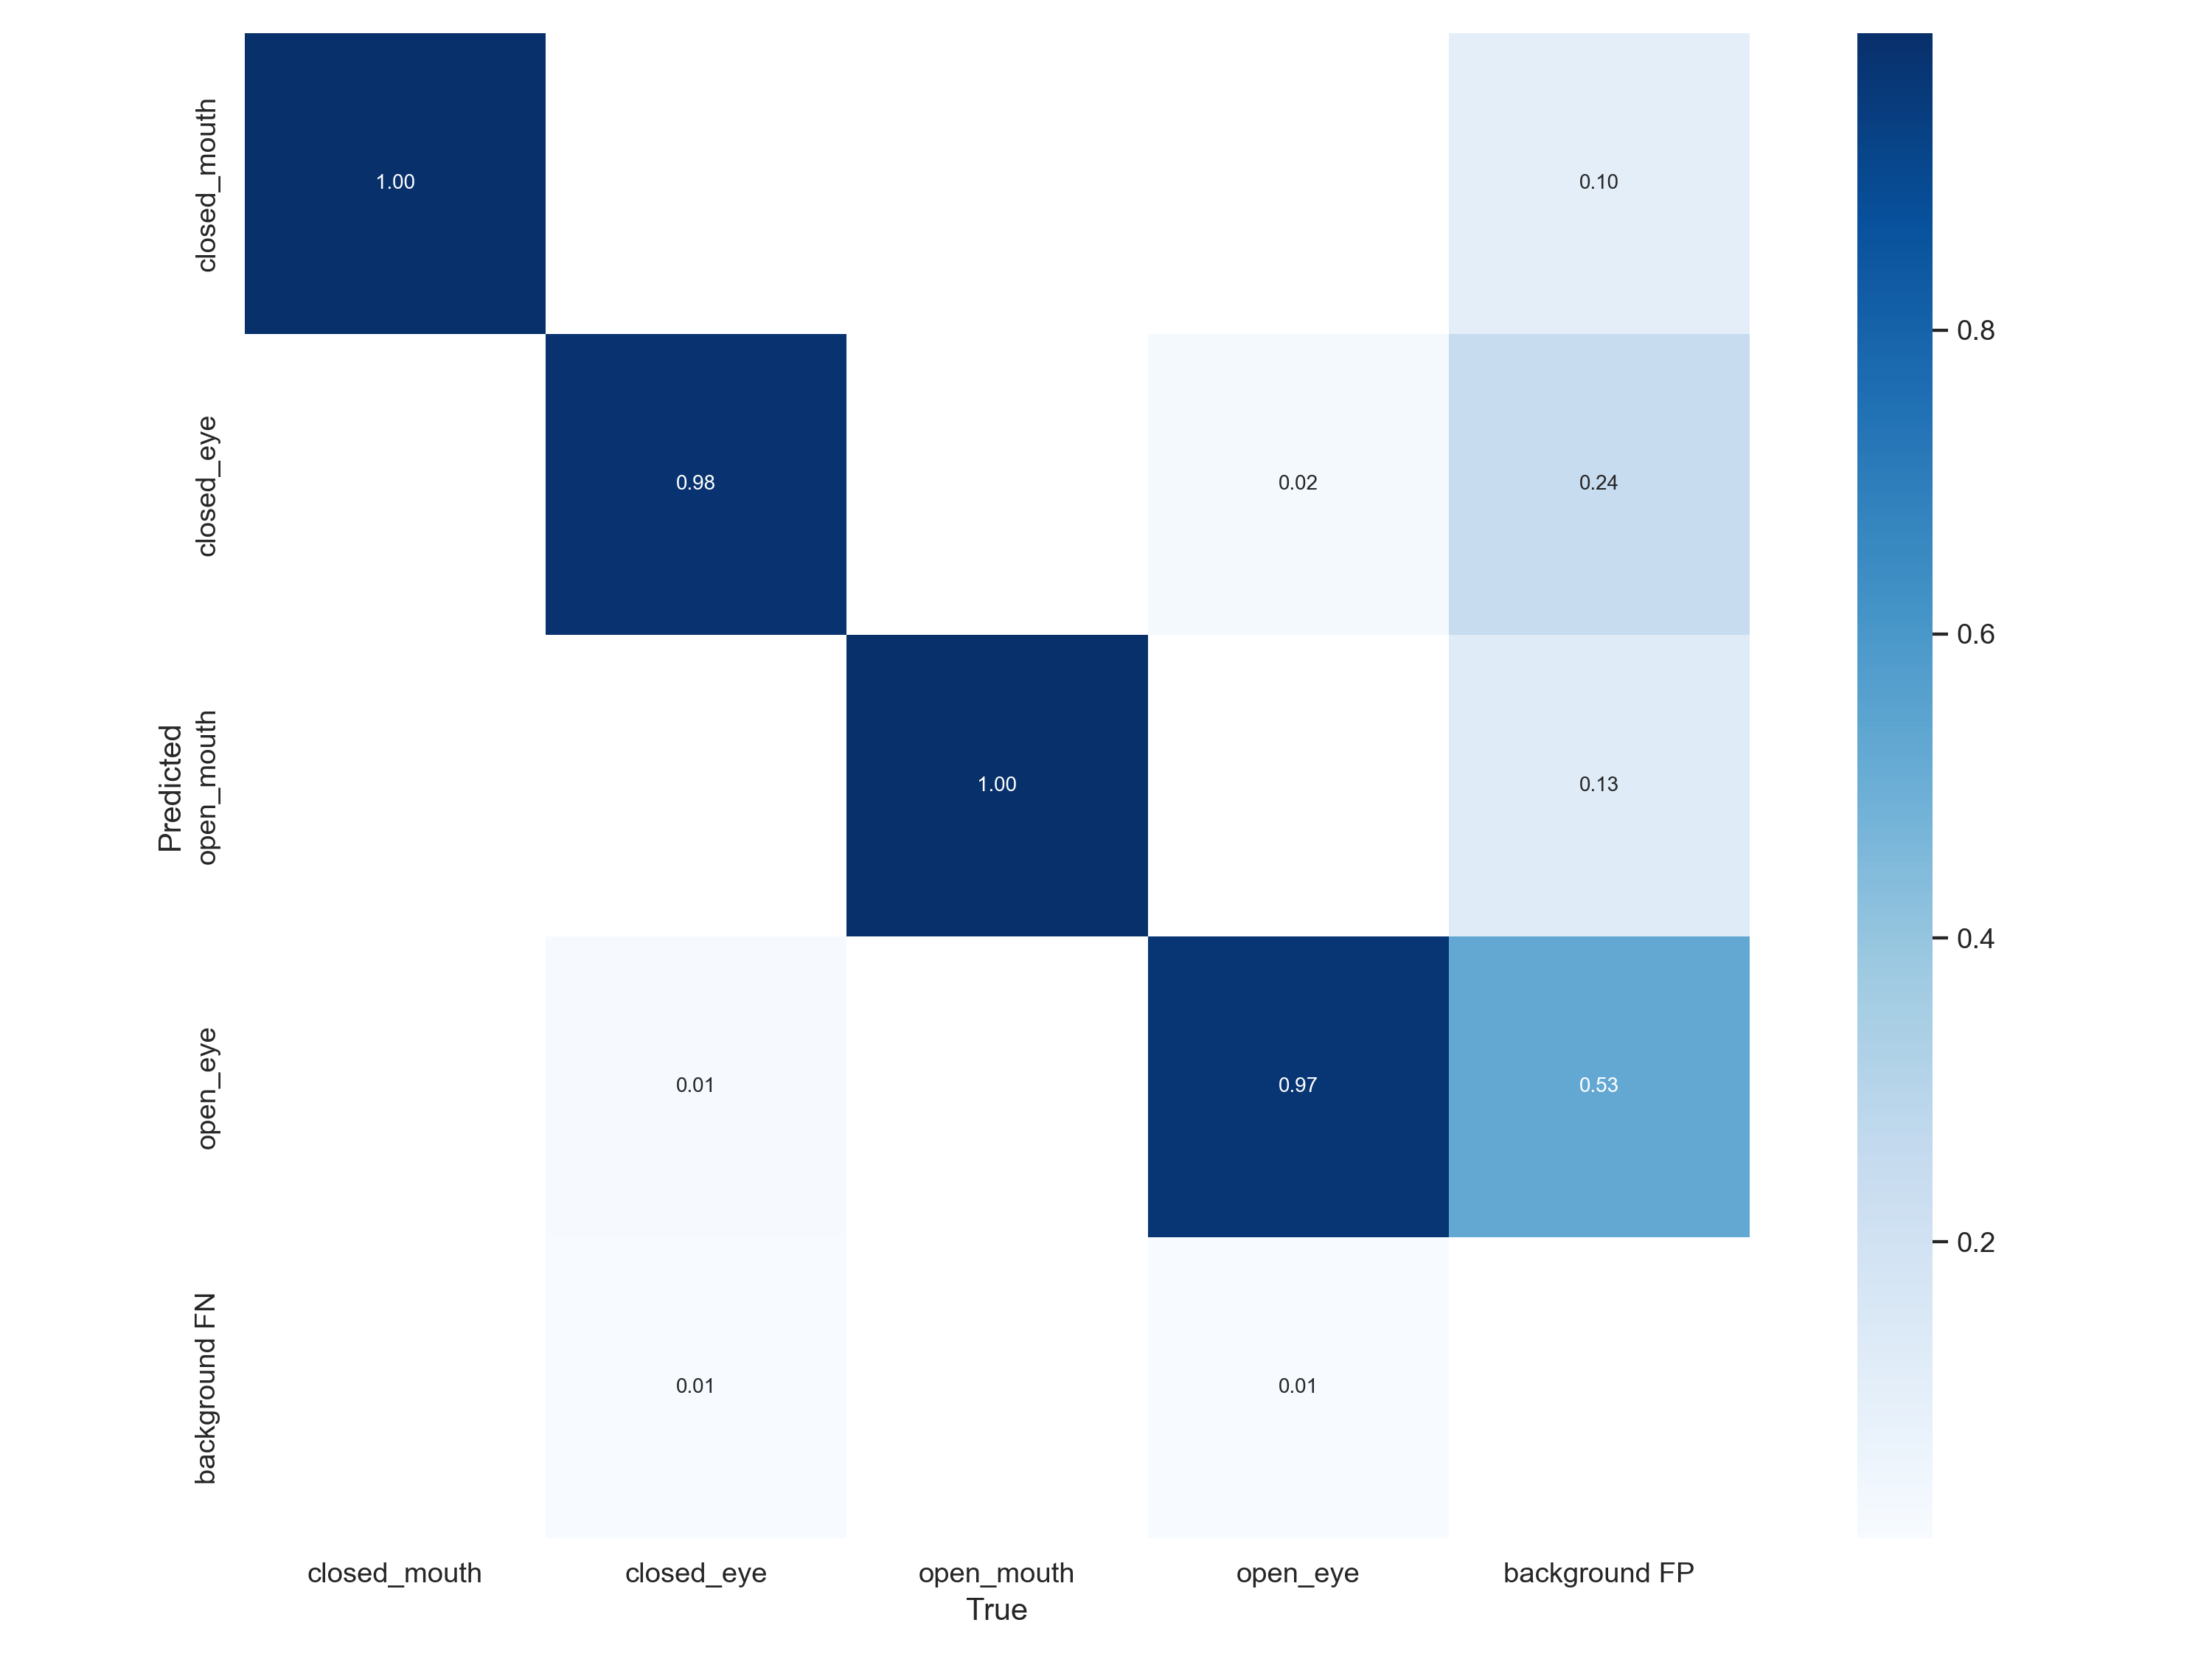 closed_mouth
1.00
0.10
closed_eye
0.98
0.02
0.24
0.8
Predicted
open_mouth
1.00
0.13
0.6
open_eye
0.01
0.97
0.53
0.4
background FN
0.01
0.01
0.2
closed_mouth
closed_eye
open_mouth
open_eye
background FP
True